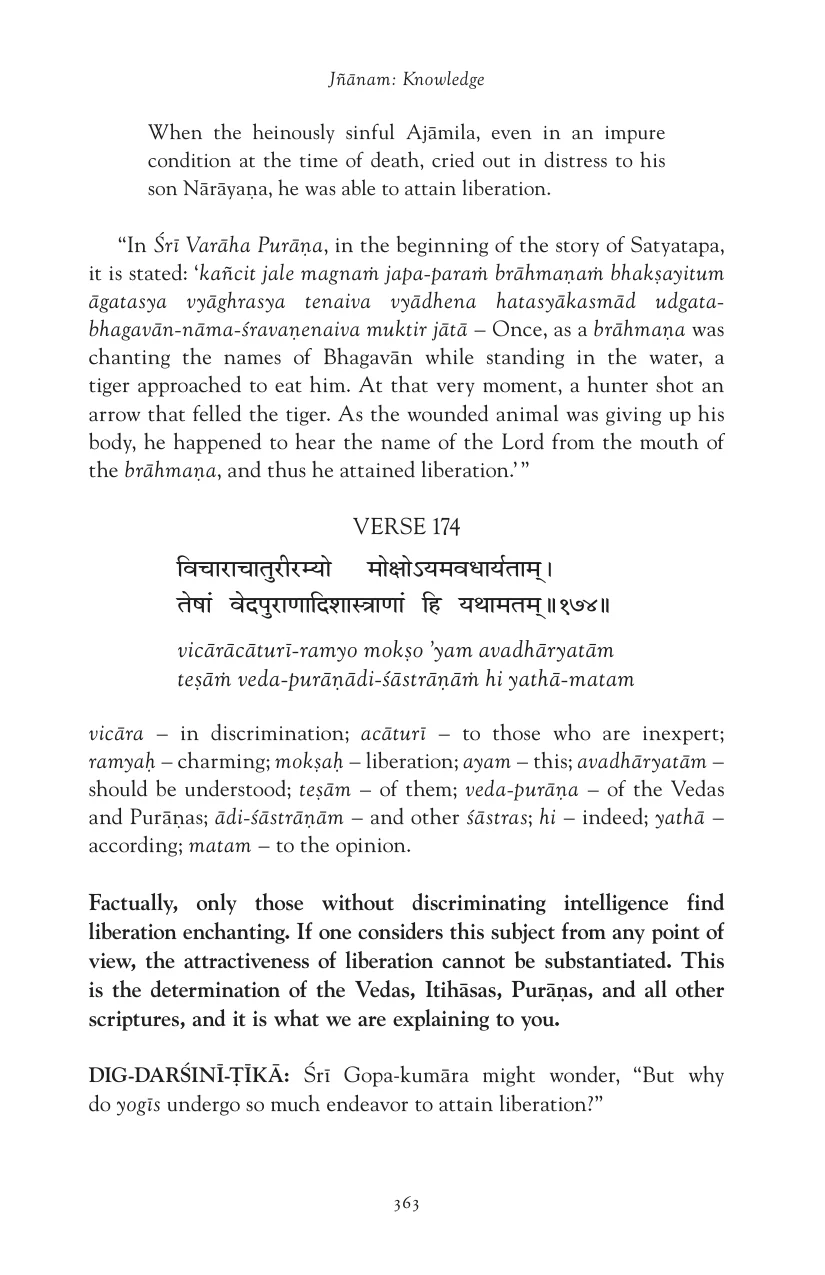 Jñānam: Knowledge
When the heinously sinful Ajāmila, even in an impure
condition at the time of death, cried out in distress to his
son Nārāyaṇa, he was able to attain liberation.
“In Śrī Varāha Purāṇa, in the beginning of the story of Satyatapa,
it is stated: ‘kañcit jale magnaṁ japa-paraṁ brāhmaṇaṁ bhakṣayitum
āgatasya vyāghrasya tenaiva vyādhena hatasyākasmād udgata-
bhagavān-nāma-śravaṇenaiva muktir jātā – Once, as a brāhmaṇa was
chanting the names of Bhagavān while standing in the water, a
tiger approached to eat him. At that very moment, a hunter shot an
arrow that felled the tiger. As the wounded animal was giving up his
body, he happened to hear the name of the Lord from the mouth of
the brāhmaṇa, and thus he attained liberation.’”
VERSE 174
विचाराचातुरीरम्यो मोक्षोऽयमवधार्यताम्।
तेषां वेदपुराणादिशास्त्राणां हि यथामतम्॥१७४॥
vicārācāturī-ramyo mokṣo ’yam avadhāryatām
teṣāṁ veda-purāṇādi-śāstrāṇāṁ hi yathā-matam
vicāra – in discrimination; acāturī – to those who are inexpert;
ramyaḥ – charming; mokṣaḥ – liberation; ayam – this; avadhāryatām –
should be understood; teṣām – of them; veda-purāṇa – of the Vedas
and Purāṇas; ādi-śāstrāṇām – and other śāstras; hi – indeed; yathā –
according; matam – to the opinion.
Factually, only those without discriminating intelligence find
liberation enchanting. If one considers this subject from any point of
view, the attractiveness of liberation cannot be substantiated. This
is the determination of the Vedas, Itihāsas, Purāṇas, and all other
scriptures, and it is what we are explaining to you.
DIG-DARŚINĪ-ṬĪKĀ: Śrī Gopa-kumāra might wonder, “But why
do yogīs undergo so much endeavor to attain liberation?”
363